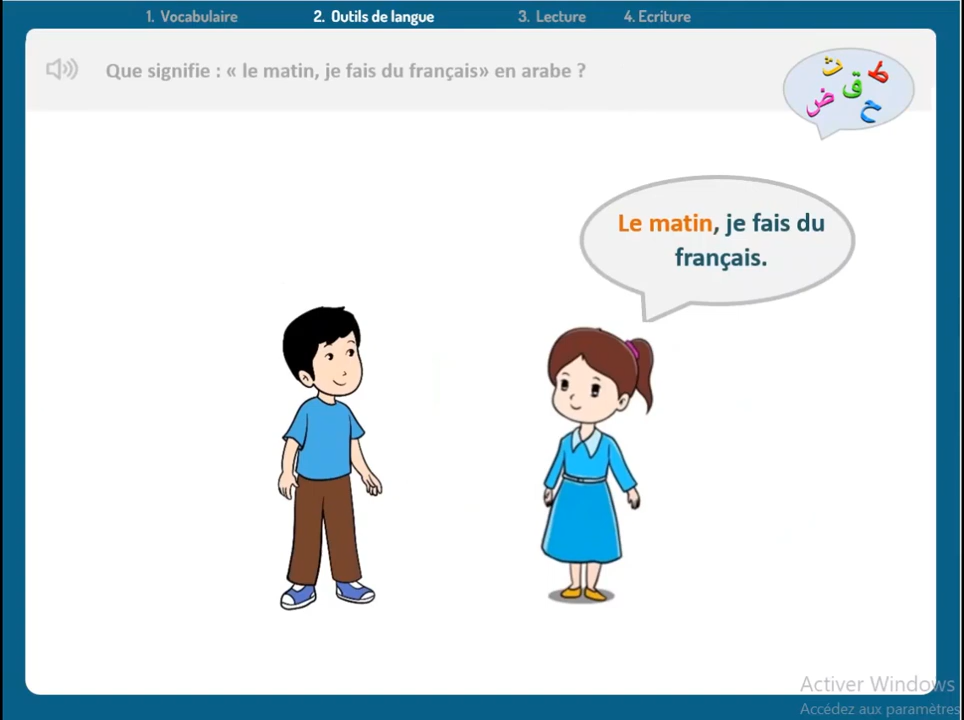 1. Vocabulaire 2. Outils de langue 3. Lecture 4. Ecriture
Que signifie : « le matin, je fais du français» en arabe ?
ث ط
ق
ض ح
Le matin, je fais du
français.
Activer Windows
Accédez aux paramètres